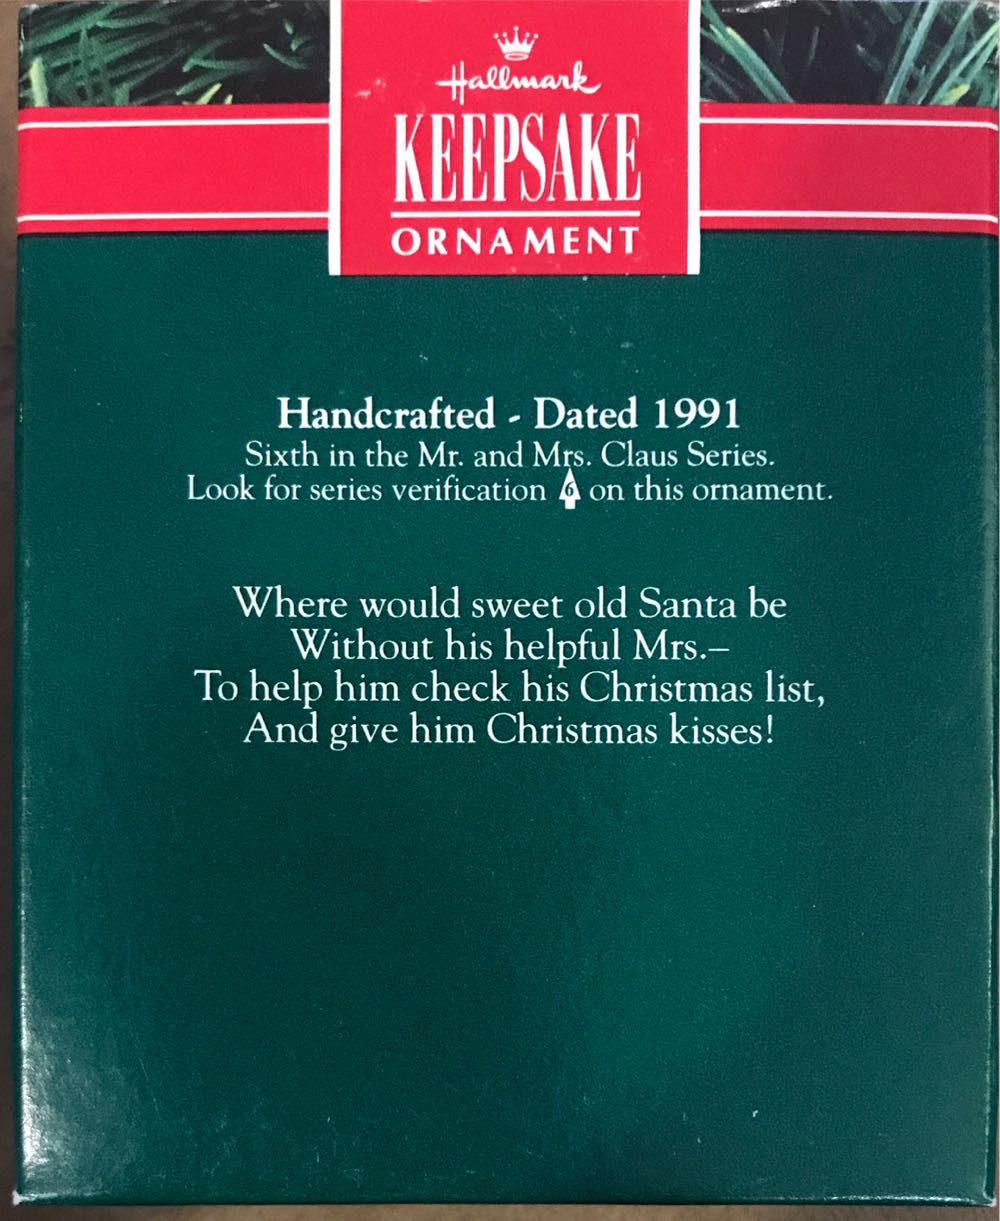 Hallmark
KEEPSAKE
ORNAMENT
Handcrafted - Dated 1991
Sixth in the Mr. and Mrs. Claus Series.
Look for series verification 6 on this ornament.
Where would sweet old Santa be
Without his helpful Mrs.–
To help him check his Christmas list,
And give him Christmas kisses!